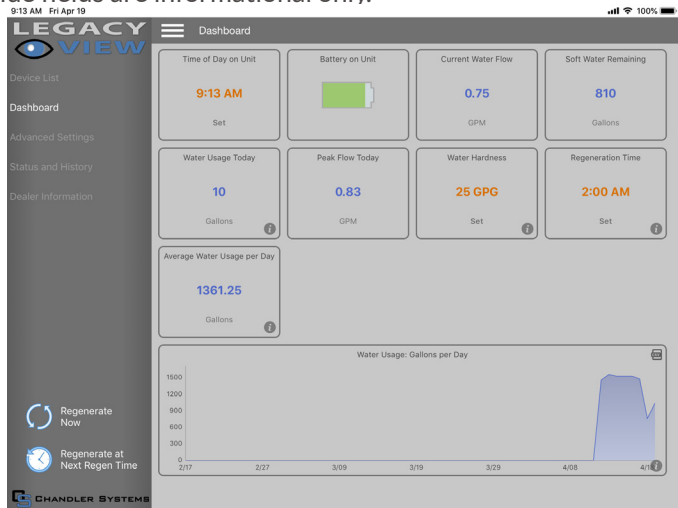 fields are informational only.
9:13 AM Fri Apr 19
100%
LEGACY
VIEW
Dashboard
Device List
Dashboard
Advanced Settings
Status and History
Dealer Information
Time of Day on Unit
9:13 AM
Set
Battery on Unit
Current Water Flow
0.75
GPM
Soft Water Remaining
810
Gallons
Water Usage Today
10
Gallons
Peak Flow Today
0.83
GPM
Water Hardness
25 GPG
Set
Regeneration Time
2:00 AM
Set
Average Water Usage per Day
1361.25
Gallons
Water Usage: Gallons per Day
1500
1200
900
600
300
0
2/17 2/27 3/09 3/19 3/29 4/08
Regenerate
Now
Regenerate at
Next Regen Time
CHANDLER SYSTEMS